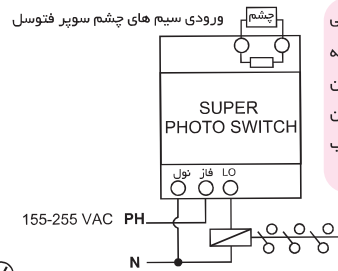 ورودی سیم های چشم سوپر فتوسل
چشم
SUPER
PHOTO SWITCH
نول فاز LO
155-255 VAC PH
N